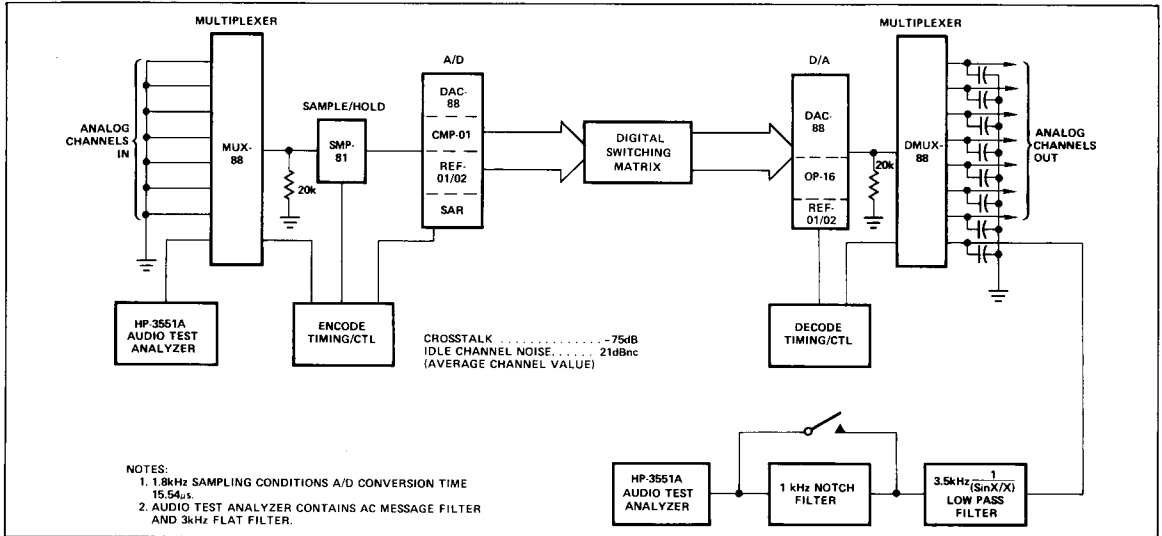 MULTIPLEXER
MUX-
88
ANALOG
CHANNELS
IN
20k
SAMPLE/HOLD
SMP-
81
A/D
DAC-
88
CMP-01
REF-
01/02
SAR
DIGITAL
SWITCHING
MATRIX
D/A
DAC-
88
OP-16
REF-
01/02
20k
MULTIPLEXER
DMUX-
88
ANALOG
CHANNELS
OUT
HP-3551A
AUDIO TEST
ANALYZER
ENCODE
TIMING/CTL
CROSSTALK . . . . . . . . . . . . . . . -75dB
IDLE CHANNEL NOISE. . . . . . 21dBnc
(AVERAGE CHANNEL VALUE)
DECODE
TIMING/CTL
NOTES:
1. 1.8kHz SAMPLING CONDITIONS A/D CONVERSION TIME
15.54µs.
2. AUDIO TEST ANALYZER CONTAINS AC MESSAGE FILTER
AND 3kHz FLAT FILTER.
HP-3551A
AUDIO TEST
ANALYZER
1 kHz NOTCH
FILTER
3.5kHz 1/(SinX/X)
LOW PASS
FILTER